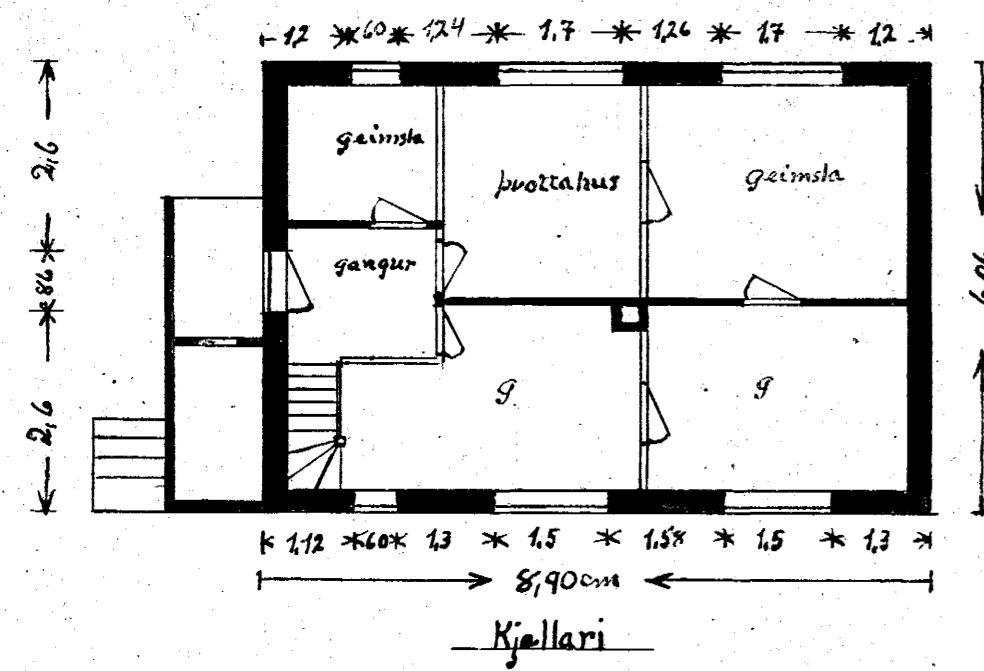 1,2 60 1,24 1,7 1,26 1,7 1,2
geimsla
þvottahus
geimsla
gangur
2,6
86
2,6
g
g
1,12 60 1,3 1,5 1,58 1,5 1,3
8,90cm
Kjallari